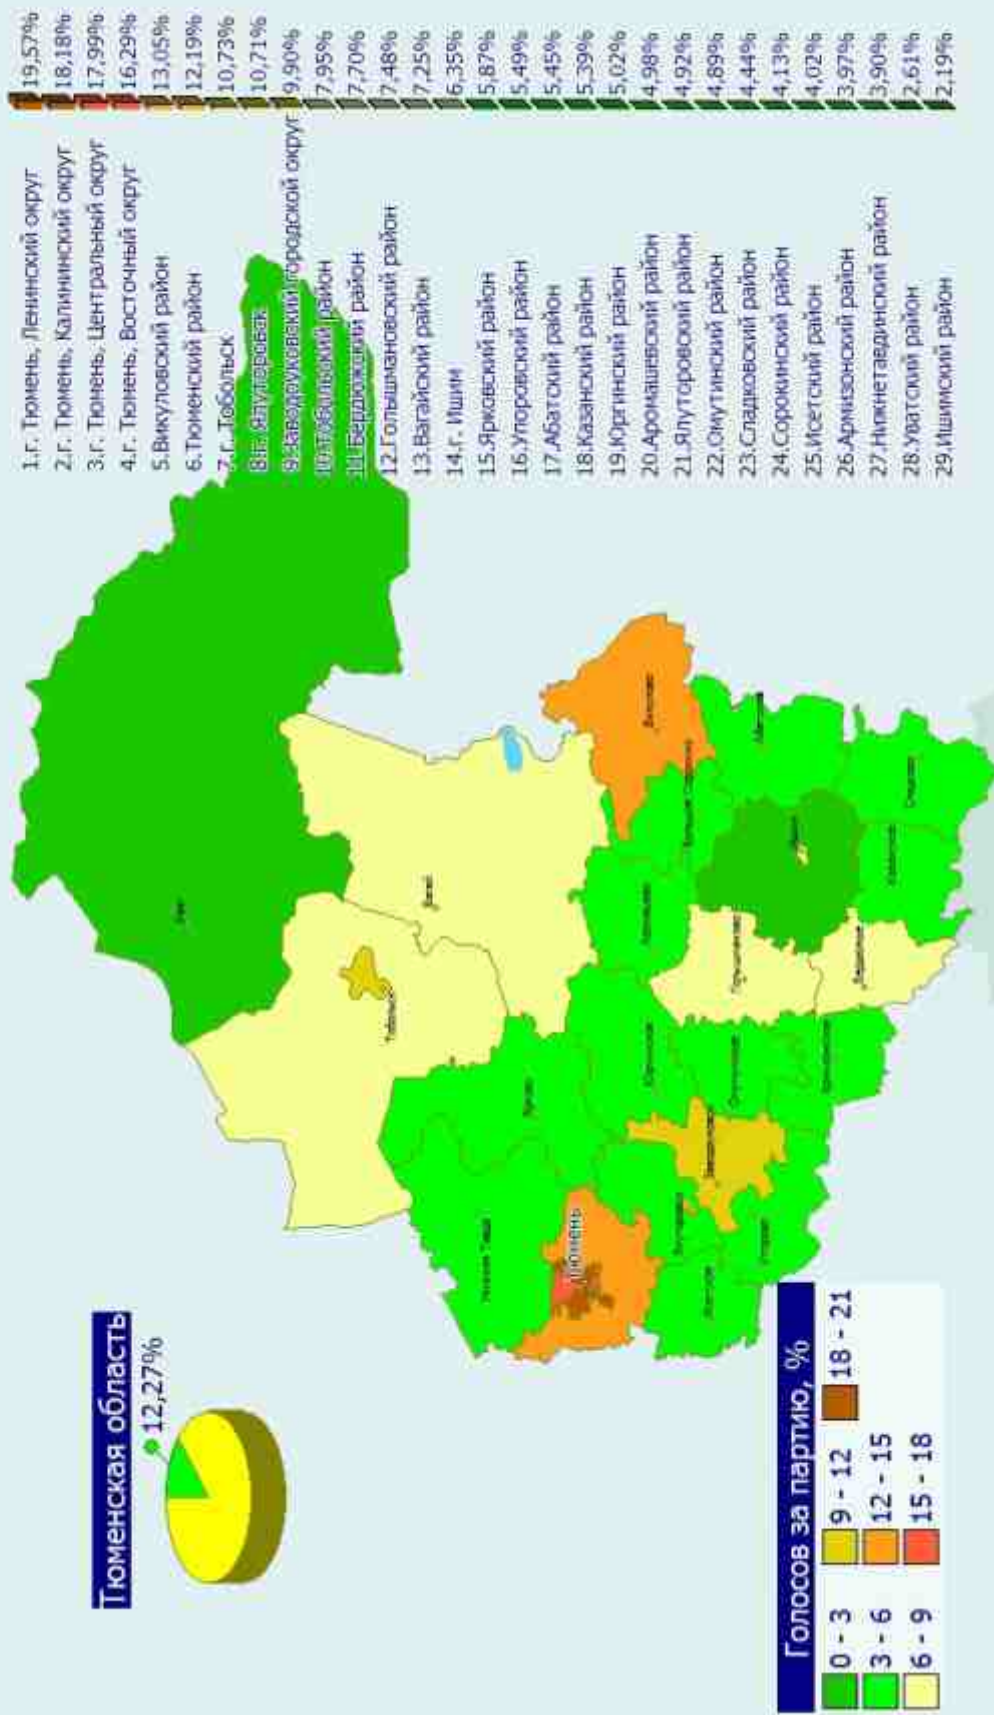 Тюменская область
12,27%
1.г. Тюмень, Ленинский округ 19,57%
2.г. Тюмень, Калининский округ 18,18%
3.г. Тюмень, Центральный округ 17,99%
4.г. Тюмень, Восточный округ 16,29%
5.Викуловский район 13,05%
6.Тюменский район 12,19%
7.г. Тобольск 10,73%
8.г. Ялуторовск 10,71%
9.Заводоуковский городской округ 9,90%
10.Тобольский район 7,95%
11.Бердюжский район 7,70%
12.Голышмановский район 7,48%
13.Вагайский район 7,25%
14.г. Ишим 6,35%
15.Ярковский район 5,87%
16.Упоровский район 5,49%
17.Абатский район 5,45%
18.Казанский район 5,39%
19.Юргинский район 5,02%
20.Аромашевский район 4,98%
21.Ялуторовский район 4,92%
22.Омутинский район 4,89%
23.Сладковский район 4,44%
24.Сорокинский район 4,13%
25.Исетский район 4,02%
26.Армизонский район 3,97%
27.Нижнетавдинский район 3,90%
28.Уватский район 2,61%
29.Ишимский район 2,19%
Тобольск
Вагай
Тюмень
Голосов за партию, %
0 - 3 9 - 12 18 - 21
3 - 6 12 - 15
6 - 9 15 - 18